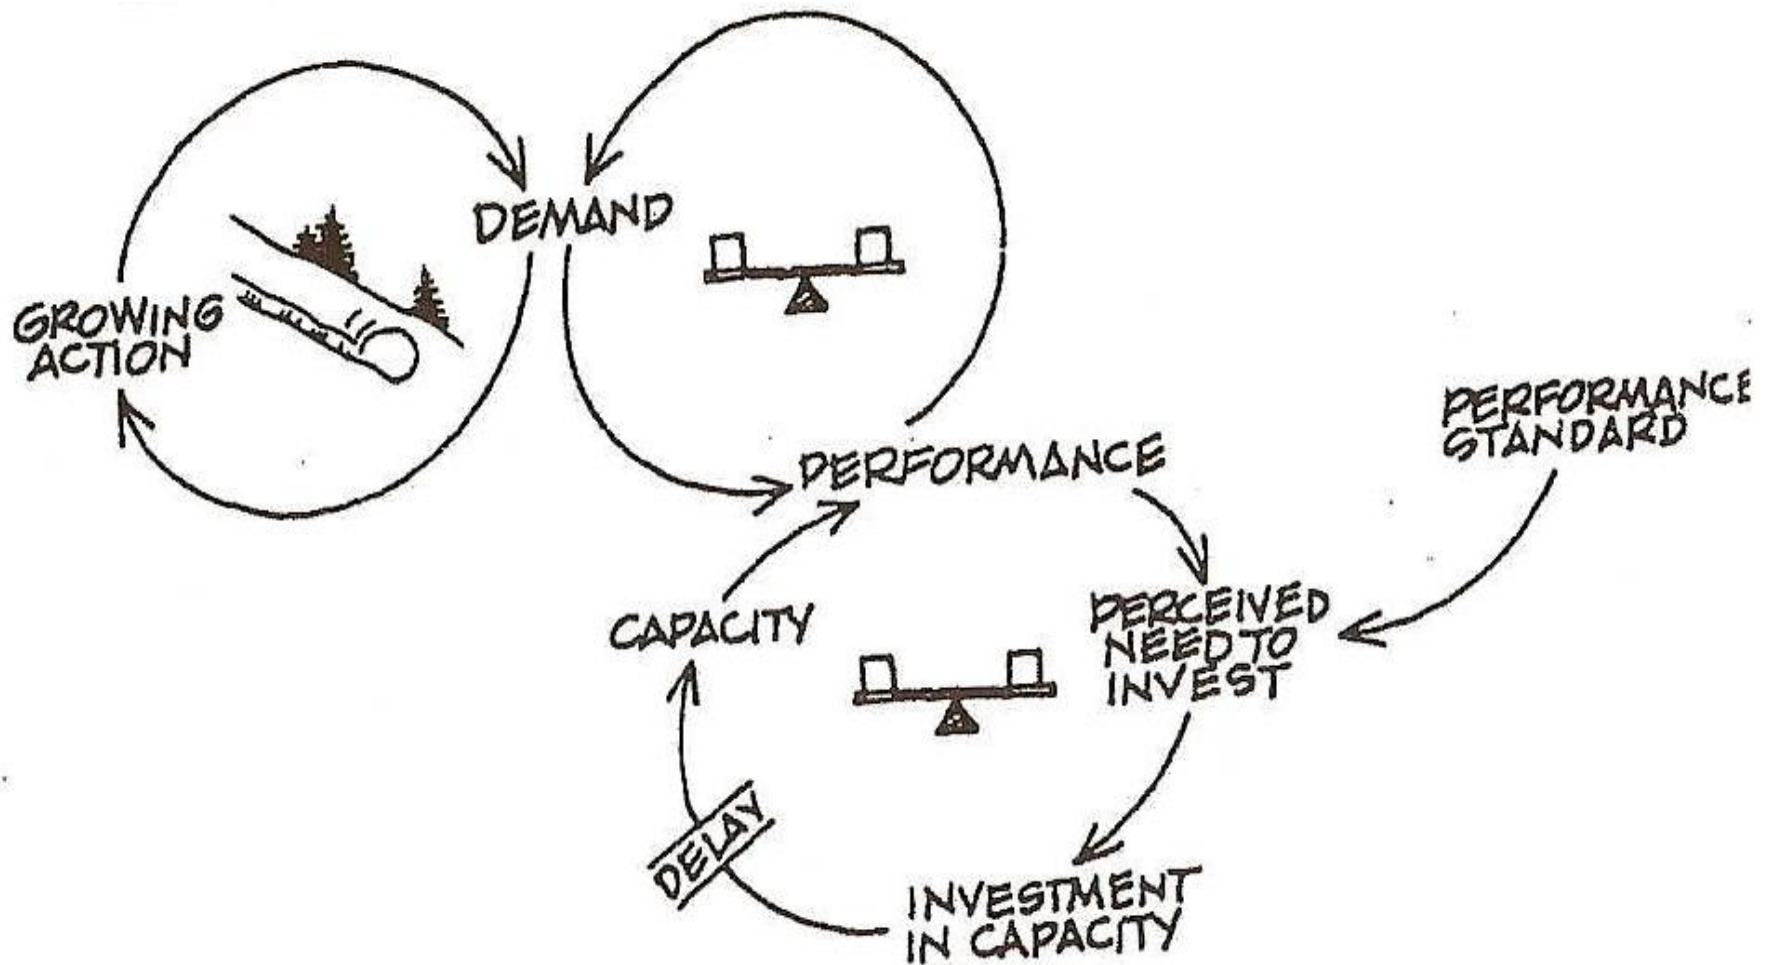 DEMAND
GROWING
ACTION
PERFORMANCE
STANDARD
PERFORMANCE
CAPACITY
PERCEIVED
NEED TO
INVEST
DELAY
INVESTMENT
IN CAPACITY